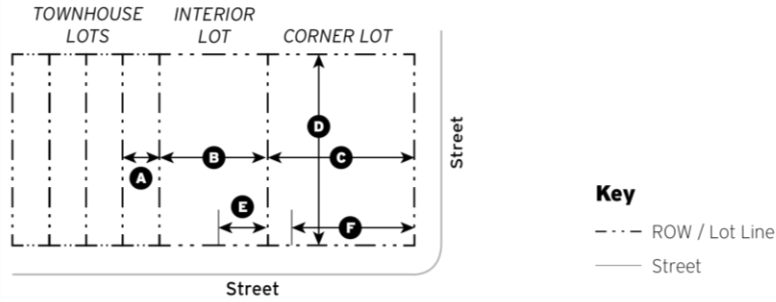 TOWNHOUSE
LOTS
INTERIOR
LOT
CORNER LOT
D
B
C
A
E
F
Street
Street
Key
ROW / Lot Line
Street